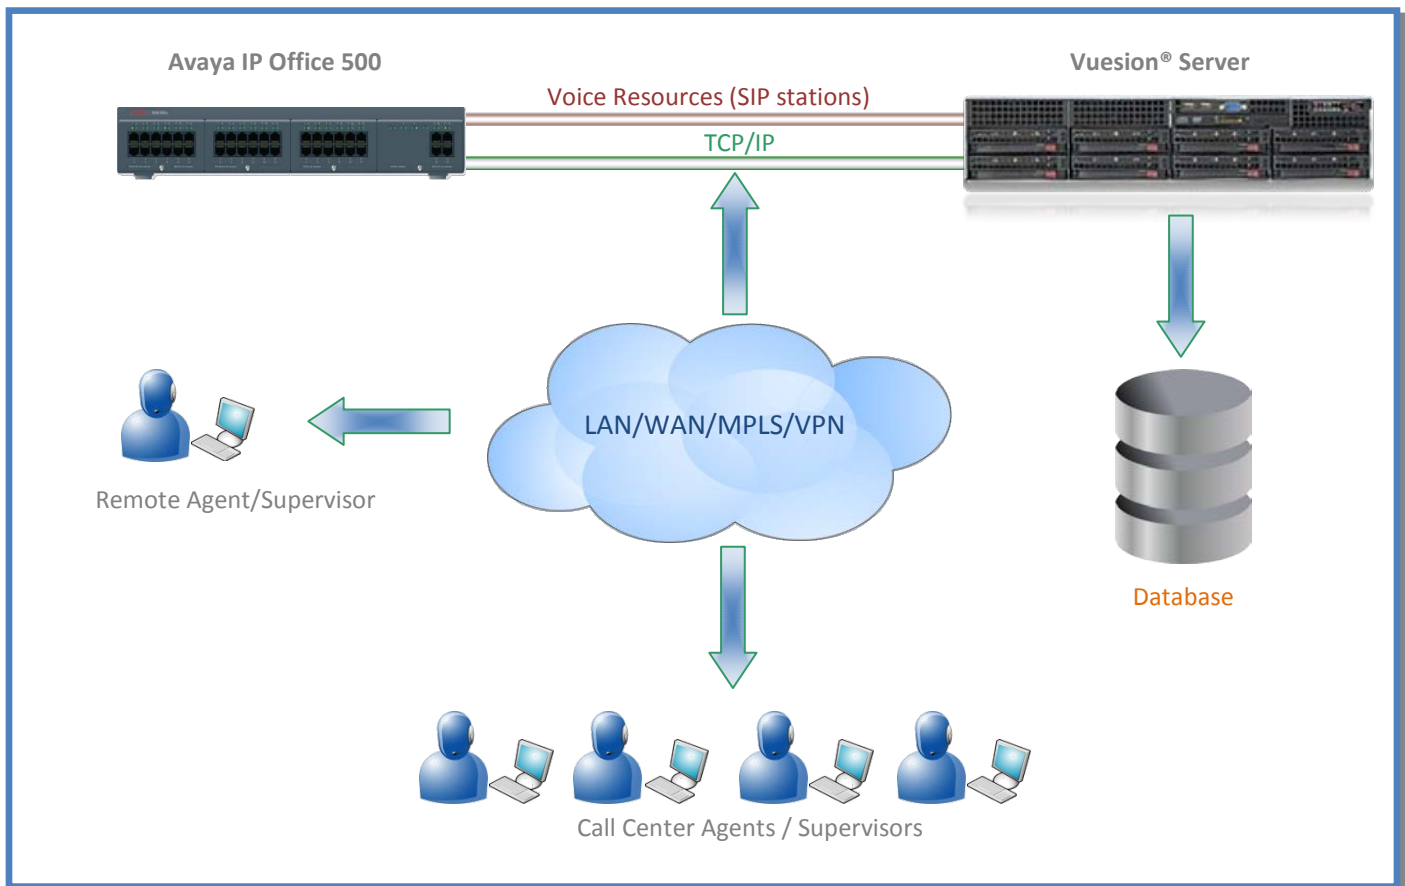 Avaya IP Office 500
Vuesion® Server
Voice Resources (SIP stations)
TCP/IP
LAN/WAN/MPLS/VPN
Remote Agent/Supervisor
Database
Call Center Agents / Supervisors